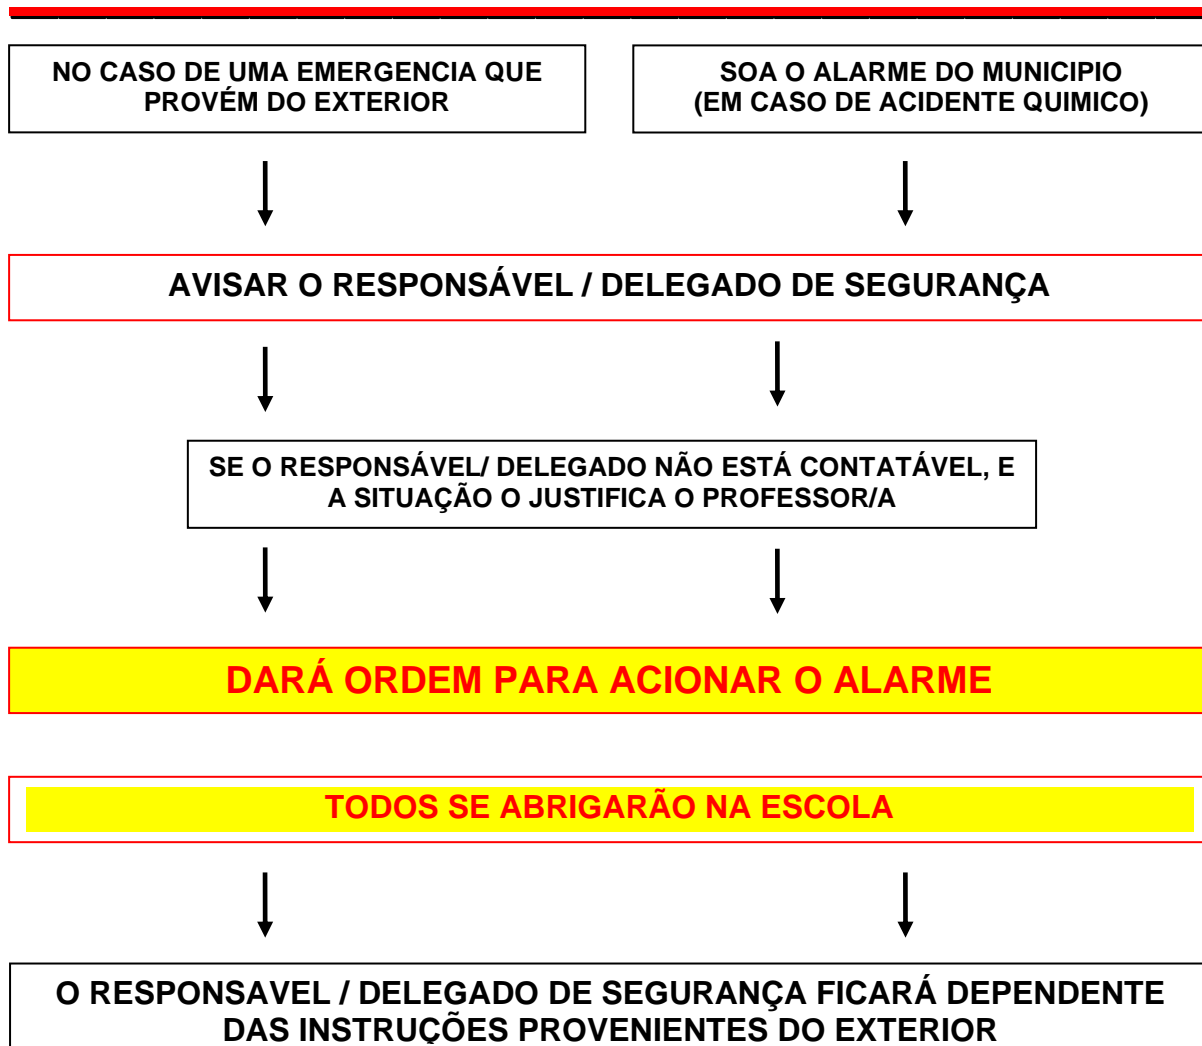 NO CASO DE UMA EMERGENCIA QUE
PROVÉM DO EXTERIOR
SOA O ALARME DO MUNICIPIO
(EM CASO DE ACIDENTE QUIMICO)
AVISAR O RESPONSÁVEL / DELEGADO DE SEGURANÇA
SE O RESPONSÁVEL/ DELEGADO NÃO ESTÁ CONTATÁVEL, E
A SITUAÇÃO O JUSTIFICA O PROFESSOR/A
DARÁ ORDEM PARA ACIONAR O ALARME
TODOS SE ABRIGARÃO NA ESCOLA
O RESPONSAVEL / DELEGADO DE SEGURANÇA FICARÁ DEPENDENTE
DAS INSTRUÇÕES PROVENIENTES DO EXTERIOR